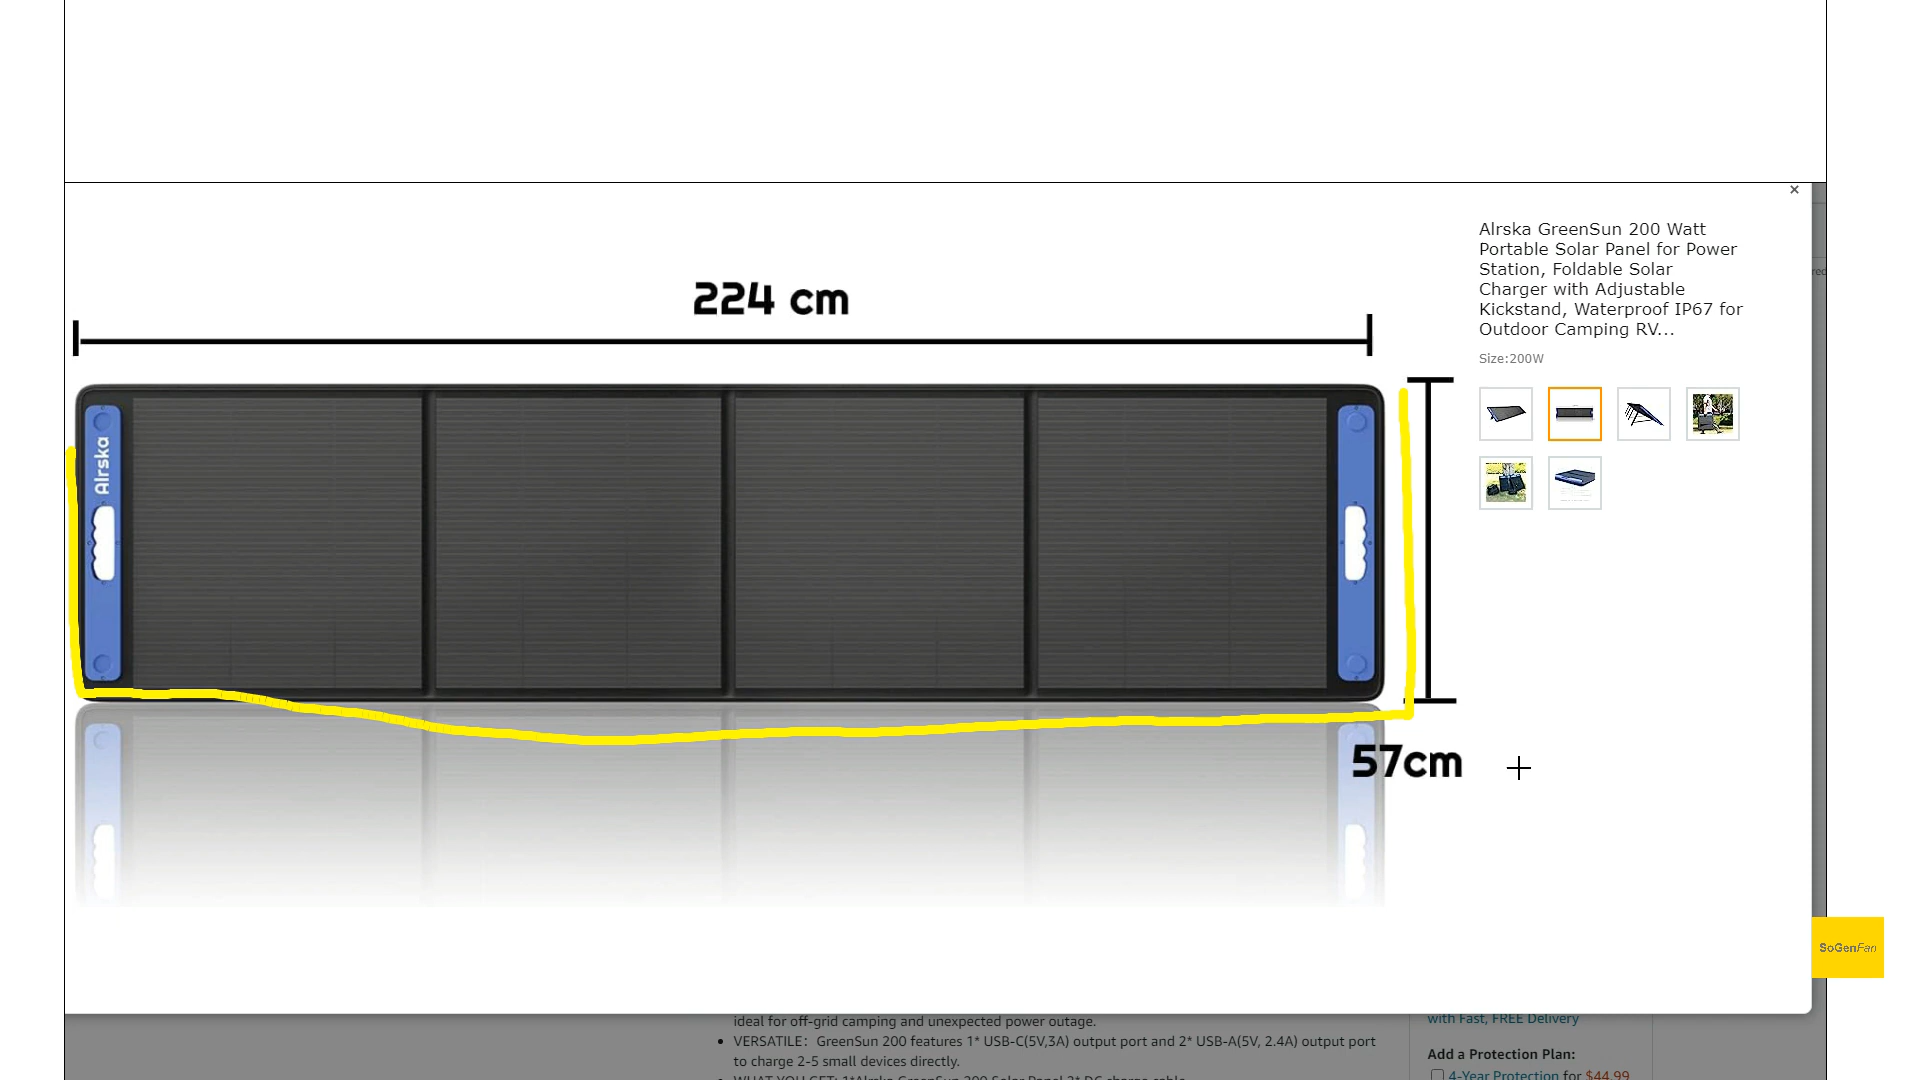 224 cm
Alrska
57cm
×
Alrska GreenSun 200 Watt
Portable Solar Panel for Power
Station, Foldable Solar
Charger with Adjustable
Kickstand, Waterproof IP67 for
Outdoor Camping RV...
Size:200W
SoGenFan
ideal for off-grid camping and unexpected power outage.
• VERSATILE: GreenSun 200 features 1* USB-C(5V,3A) output port and 2* USB-A(5V, 2.4A) output port
to charge 2-5 small devices directly.
with Fast, FREE Delivery
Add a Protection Plan:
4-Year Protection for $44.99